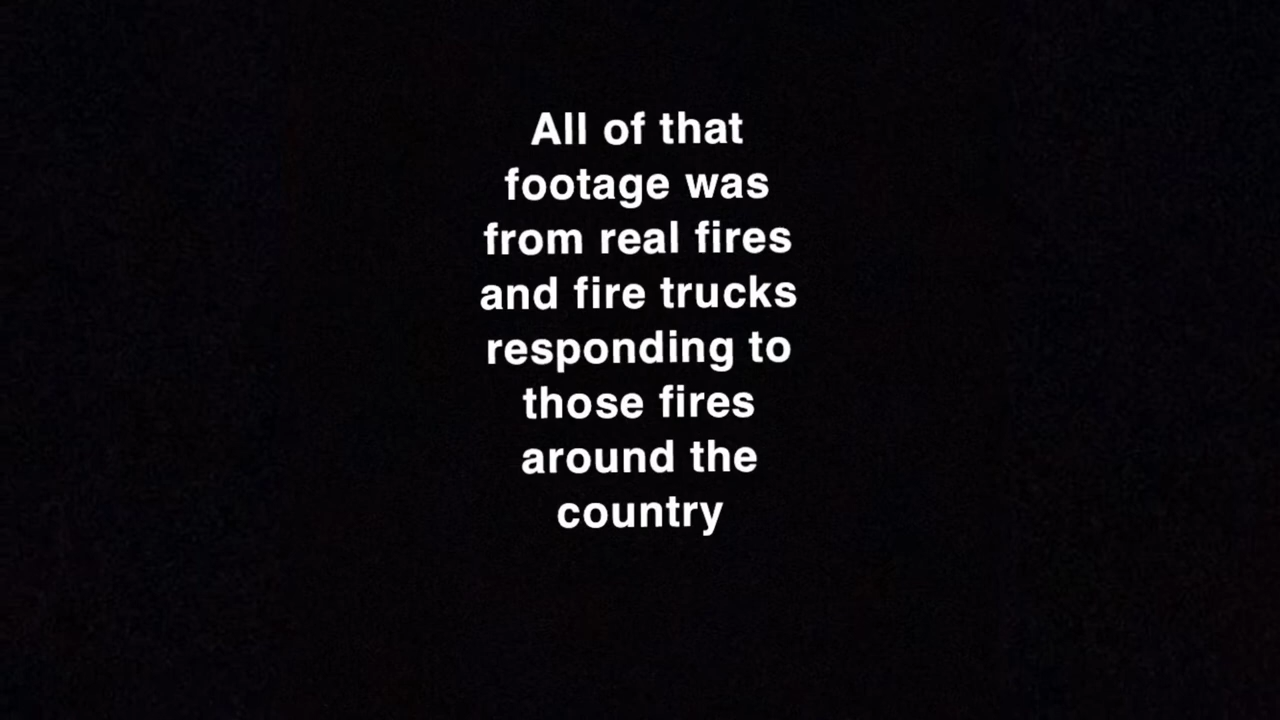 All of that
footage was
from real fires
and fire trucks
responding to
those fires
around the
country